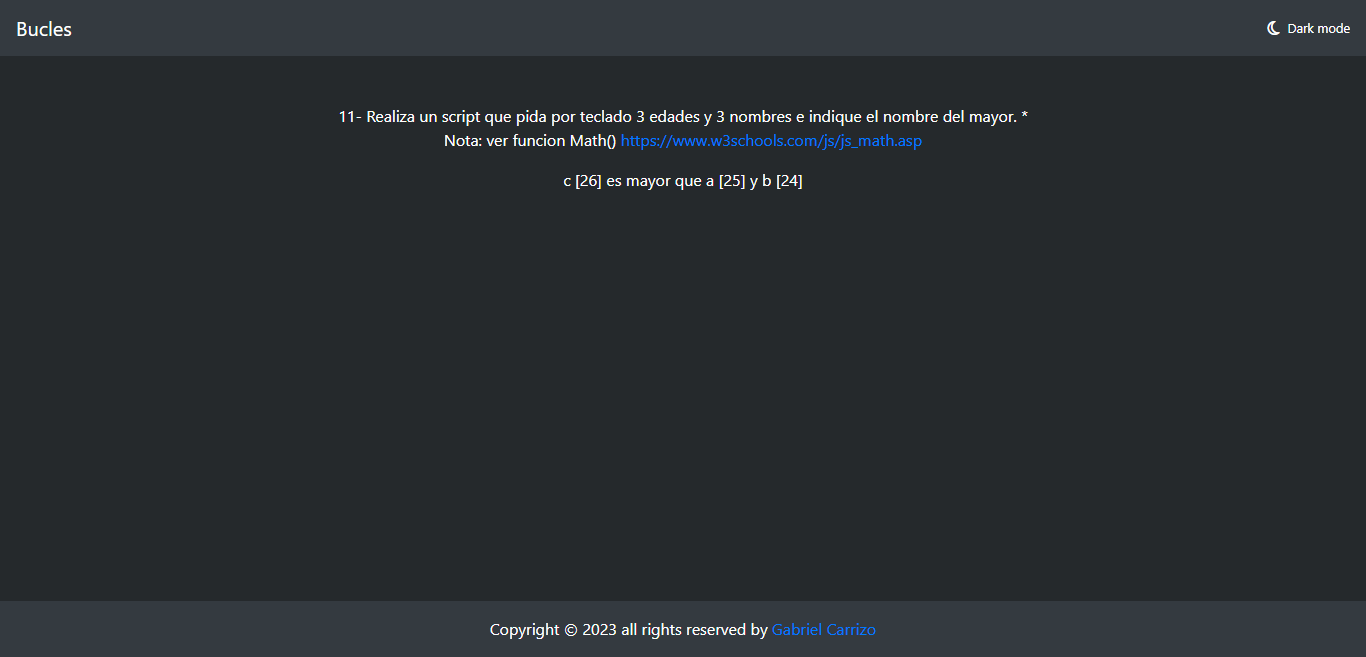 Bucles
Dark mode
11- Realiza un script que pida por teclado 3 edades y 3 nombres e indique el nombre del mayor. *
Nota: ver funcion Math() https://www.w3schools.com/js/js_math.asp
c [26] es mayor que a [25] y b [24]
Copyright © 2023 all rights reserved by Gabriel Carrizo